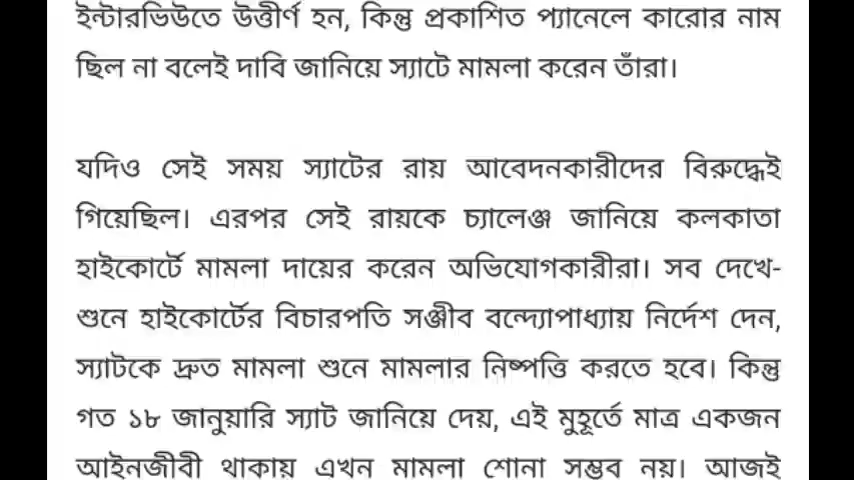 ইন্টারভিউতে উত্তীর্ণ হন, কিন্তু প্রকাশিত প্যানেলে কারোর নাম
ছিল না বলেই দাবি জানিয়ে স্যাটে মামলা করেন তাঁরা।
যদিও সেই সময় স্যাটের রায় আবেদনকারীদের বিরুদ্ধেই
গিয়েছিল। এরপর সেই রায়কে চ্যালেঞ্জ জানিয়ে কলকাতা
হাইকোর্টে মামলা দায়ের করেন অভিযোগকারীরা। সব দেখে-
শুনে হাইকোর্টের বিচারপতি সঞ্জীব বন্দ্যোপাধ্যায় নির্দেশ দেন,
স্যাটকে দ্রুত মামলা শুনে মামলার নিষ্পত্তি করতে হবে। কিন্তু
গত ১৮ জানুয়ারি স্যাট জানিয়ে দেয়, এই মুহূর্তে মাত্র একজন
আইনজীবী থাকায় এখন মামলা শোনা সম্ভব নয়। আজই